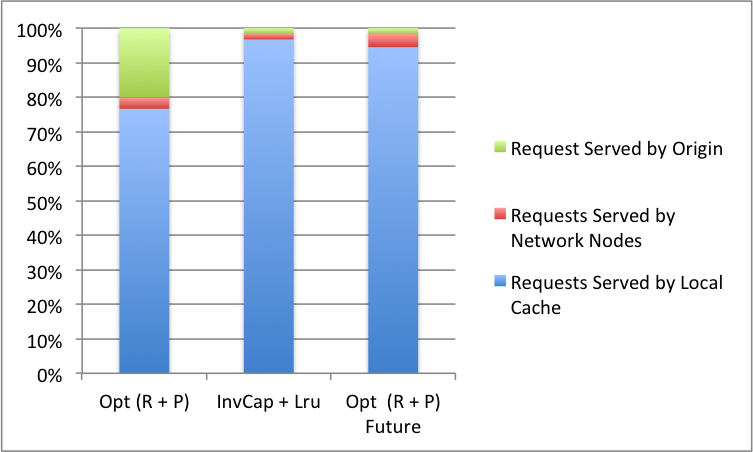 100%
90%
80%
70%
60%
50%
40%
30%
20%
10%
0%
Opt (R + P)
InvCap + Lru
Opt (R + P)
Future
Request Served by Origin
Requests Served by
Network Nodes
Requests Served by Local
Cache